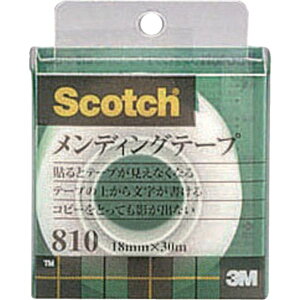 Scotch
メンディングテープ
貼るとテープが見えなくなる
テープの上から文字が書ける
コピーをとっても影が出ない
810 18mm×30m
TM 3M